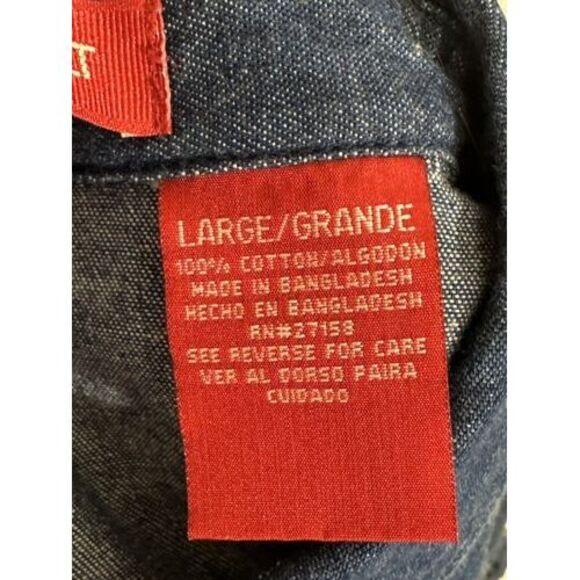 LARGE/GRANDE
100% COTTON/ALGODON
MADE IN BANGLADESH
HECHO EN BANGLADESH
RN#27158
SEE REVERSE FOR CARE
VER AL DORSO PAIRA
CUIDADO